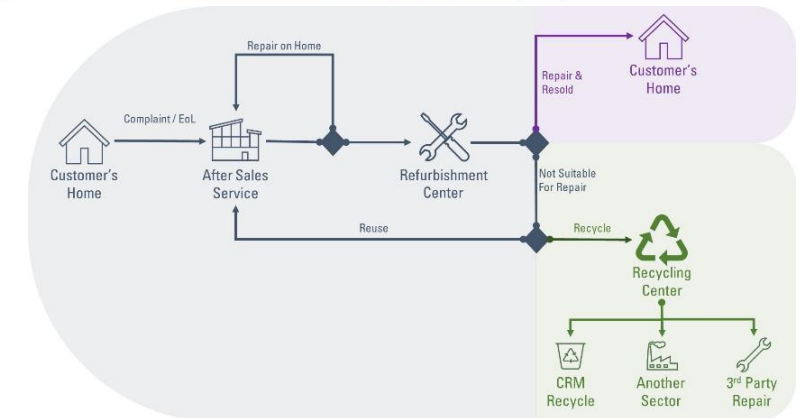 Repair on Home
Complaint / EoL
Customer's
Home
After Sales
Service
Refurbishment
Center
Repair &
Resold
Customer's
Home
Not Suitable
For Repair
Reuse
Recycle
Recycling
Center
CRM
Recycle
Another
Sector
3rd Party
Repair